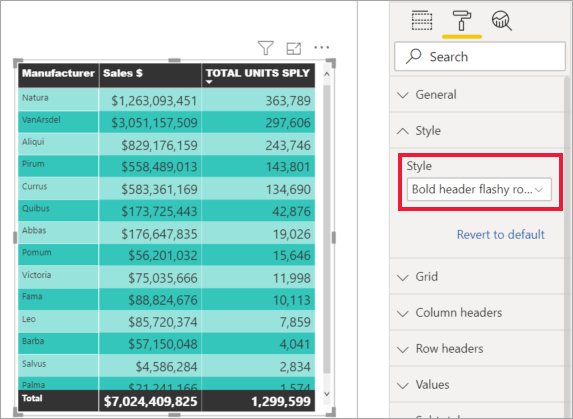 Manufacturer Sales $ TOTAL UNITS SPLY
Natura $1,263,093,451 363,789
VanArsdel $3,051,157,509 297,606
Aliqui $829,176,159 243,746
Pirum $558,489,013 143,801
Currus $583,361,169 134,690
Quibus $173,725,443 42,876
Abbas $176,647,835 19,026
Pomum $56,201,032 15,646
Victoria $75,035,666 11,998
Fama $88,824,676 10,113
Leo $85,720,374 7,859
Barba $57,150,048 4,041
Salvus $4,586,284 2,834
Palma $21,241,166 1,574
Total $7,024,409,825 1,299,599
Search
General
Style
Style
Bold header flashy ro...
Revert to default
Grid
Column headers
Row headers
Values